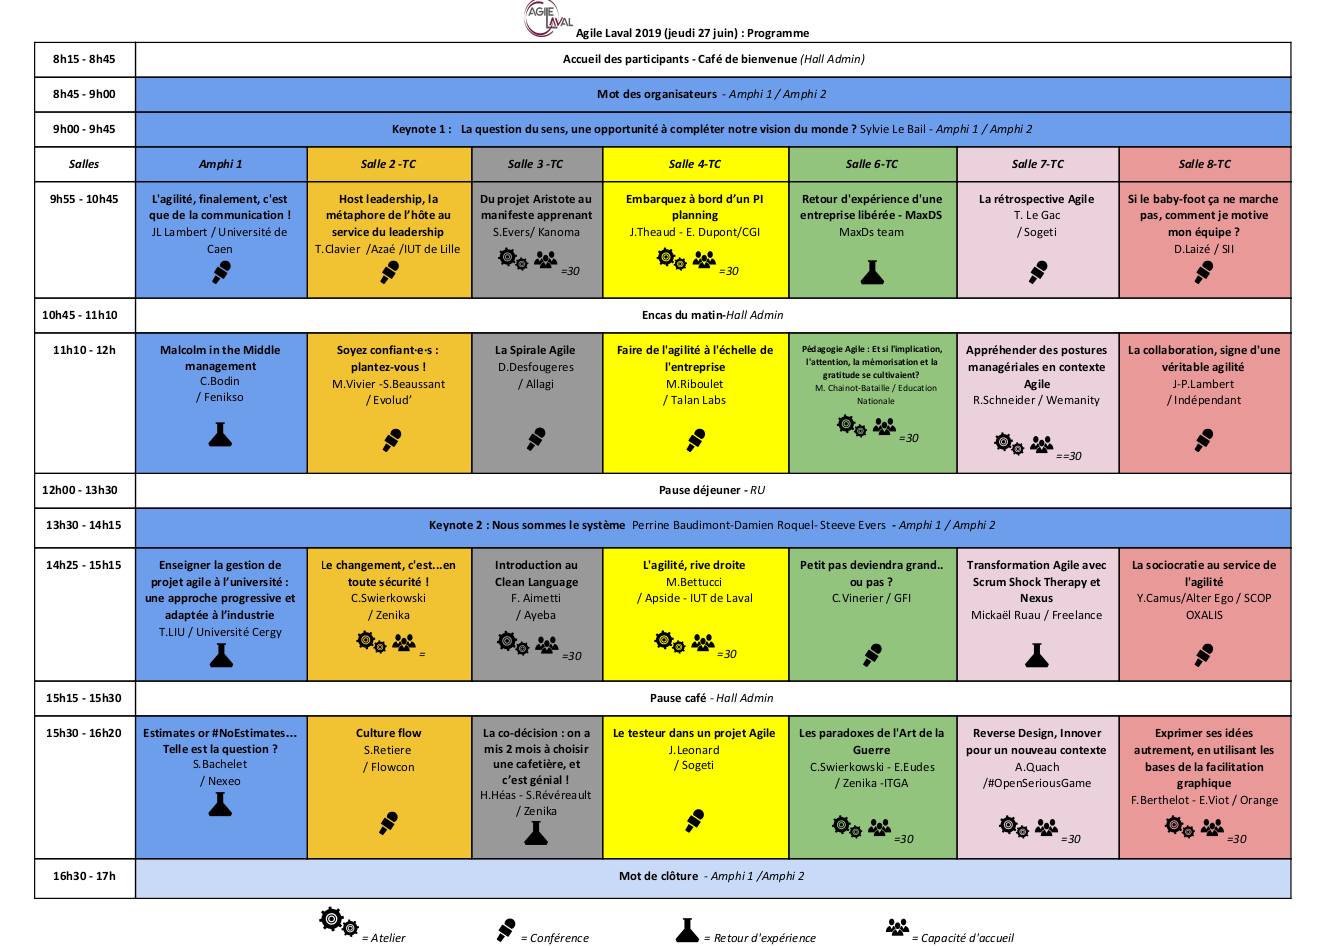 AGILE
LAVAL
Agile Laval 2019 (jeudi 27 juin) : Programme
8h15 - 8h45
Accueil des participants - Café de bienvenue (Hall Admin)
8h45 - 9h00
Mot des organisateurs - Amphi 1 / Amphi 2
9h00 - 9h45
Keynote 1 : La question du sens, une opportunité à compléter notre vision du monde ? Sylvie Le Bail - Amphi 1 / Amphi 2
Salles
Amphi 1
Salle 2 -TC
Salle 3 -TC
Salle 4-TC
Salle 6-TC
Salle 7-TC
Salle 8-TC
9h55 - 10h45
L'agilité, finalement, c'est
que de la communication !
JL Lambert / Université de
Caen
Host leadership, la
métaphore de l'hôte au
service du leadership
T.Clavier /Azaé /IUT de Lille
Du projet Aristote au
manifeste apprenant
S.Evers/ Kanoma
=30
Embarquez à bord d'un PI
planning
J.Theaud - E. Dupont/CGI
=30
Retour d'expérience d'une
entreprise libérée - MaxDS
MaxDs team
La rétrospective Agile
T. Le Gac
/ Sogeti
Si le baby-foot ça ne marche
pas, comment je motive
mon équipe ?
D.Laizé / SII
10h45 - 11h10
Encas du matin-Hall Admin
11h10 - 12h
Malcolm in the Middle
management
C.Bodin
/ Fenikso
Soyez confiant·e·s :
plantez-vous !
M.Vivier -S.Beaussant
/ Evolud'
La Spirale Agile
D.Desfougeres
/ Allagi
Faire de l'agilité à l'échelle de
l'entreprise
M.Riboulet
/ Talan Labs
Pédagogie Agile : Et si l'implication,
l'attention, la mémorisation et la
gratitude se cultivaient?
M. Chainot-Bataille / Education
Nationale
=30
Appréhender des postures
managériales en contexte
Agile
R.Schneider / Wemanity
==30
La collaboration, signe d'une
véritable agilité
J-P.Lambert
/ Indépendant
12h00 - 13h30
Pause déjeuner - RU
13h30 - 14h15
Keynote 2 : Nous sommes le système Perrine Baudimont-Damien Roquel- Steeve Evers - Amphi 1 / Amphi 2
14h25 - 15h15
Enseigner la gestion de
projet agile à l'université :
une approche progressive et
adaptée à l'industrie
T.LIU / Université Cergy
Le changement, c'est...en
toute sécurité !
C.Swierkowski
/ Zenika
=
Introduction au
Clean Language
F. Aimetti
/ Ayeba
=30
L'agilité, rive droite
M.Bettucci
/ Apside - IUT de Laval
=30
Petit pas deviendra grand..
ou pas ?
C.Vinerier / GFI
Transformation Agile avec
Scrum Shock Therapy et
Nexus
Mickaël Ruau / Freelance
La sociocratie au service de
l'agilité
Y.Camus/Alter Ego / SCOP
OXALIS
15h15 - 15h30
Pause café - Hall Admin
15h30 - 16h20
Estimates or #NoEstimates...
Telle est la question ?
S.Bachelet
/ Nexeo
Culture flow
S.Retiere
/ Flowcon
La co-décision : on a
mis 2 mois à choisir
une cafetière, et
c'est génial !
H.Héas - S.Révéreault
/ Zenika
Le testeur dans un projet Agile
J.Leonard
/ Sogeti
Les paradoxes de l'Art de la
Guerre
C.Swierkowski - E.Eudes
/ Zenika -ITGA
=30
Reverse Design, Innover
pour un nouveau contexte
A.Quach
/#OpenSeriousGame
=30
Exprimer ses idées
autrement, en utilisant les
bases de la facilitation
graphique
F.Berthelot - E.Viot / Orange
=30
16h30 - 17h
Mot de clôture - Amphi 1 /Amphi 2
= Atelier
= Conférence
= Retour d'expérience
= Capacité d'accueil